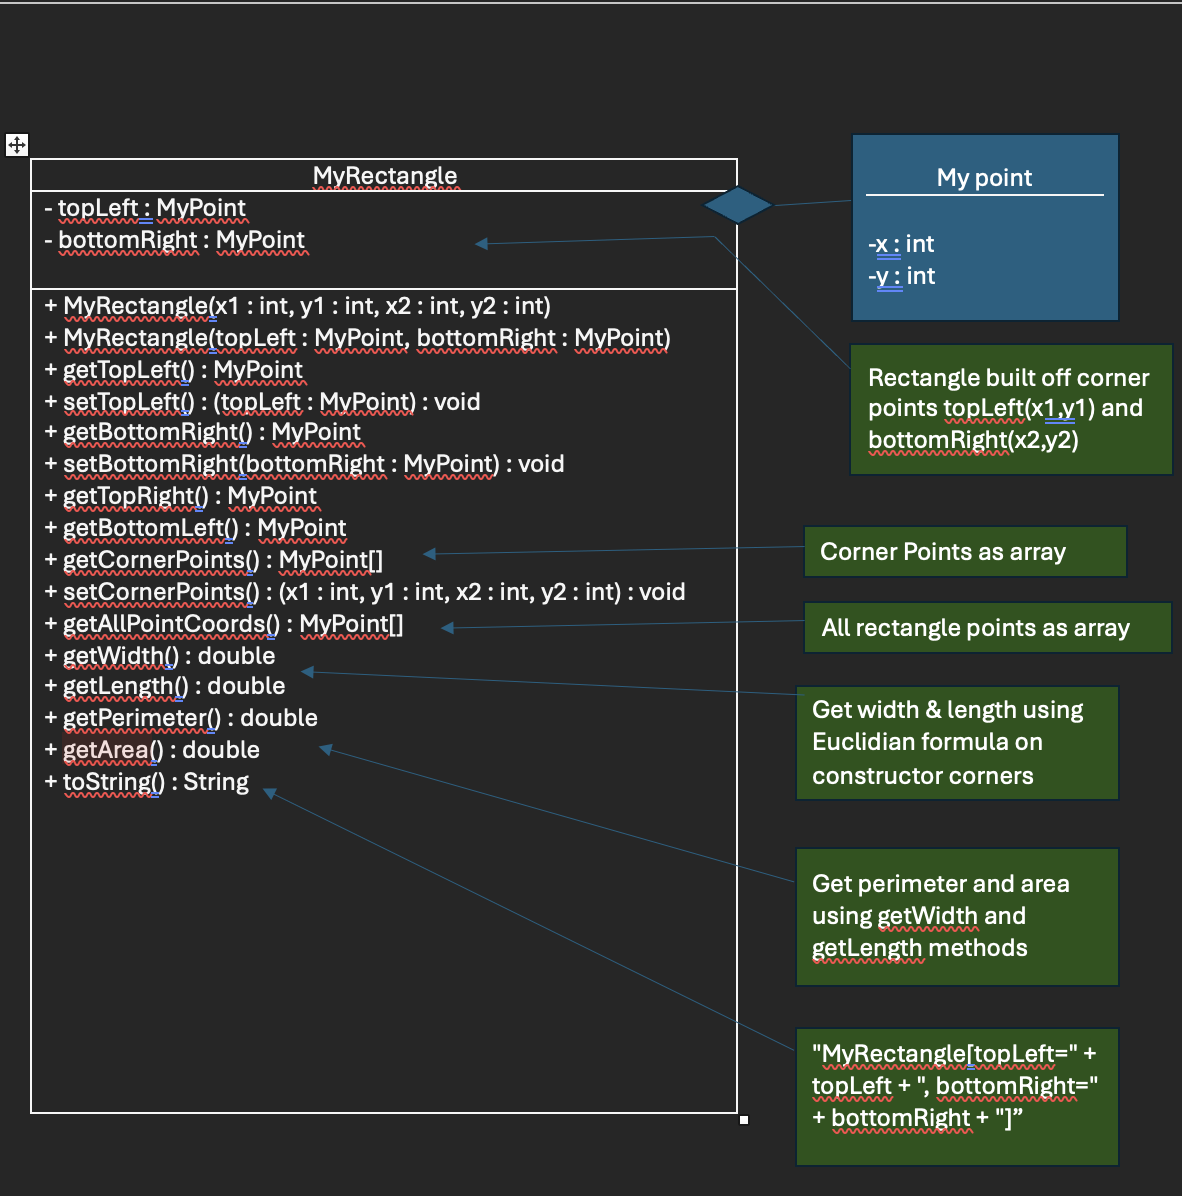 MyRectangle
- topLeft : MyPoint
- bottomRight : MyPoint
+ MyRectangle(x1 : int, y1 : int, x2 : int, y2 : int)
+ MyRectangle(topLeft : MyPoint, bottomRight : MyPoint)
+ getTopLeft() : MyPoint
+ setTopLeft() : (topLeft : MyPoint) : void
+ getBottomRight() : MyPoint
+ setBottomRight(bottomRight : MyPoint) : void
+ getTopRight() : MyPoint
+ getBottomLeft() : MyPoint
+ getCornerPoints() : MyPoint[]
+ setCornerPoints() : (x1 : int, y1 : int, x2 : int, y2 : int) : void
+ getAllPointCoords() : MyPoint[]
+ getWidth() : double
+ getLength() : double
+ getPerimeter() : double
+ getArea() : double
+ toString() : String
My point
-x : int
-y : int
Rectangle built off corner
points topLeft(x1,y1) and
bottomRight(x2,y2)
Corner Points as array
All rectangle points as array
Get width & length using
Euclidian formula on
constructor corners
Get perimeter and area
using getWidth and
getLength methods
"MyRectangle[topLeft=" +
topLeft + ", bottomRight="
+ bottomRight + "]”